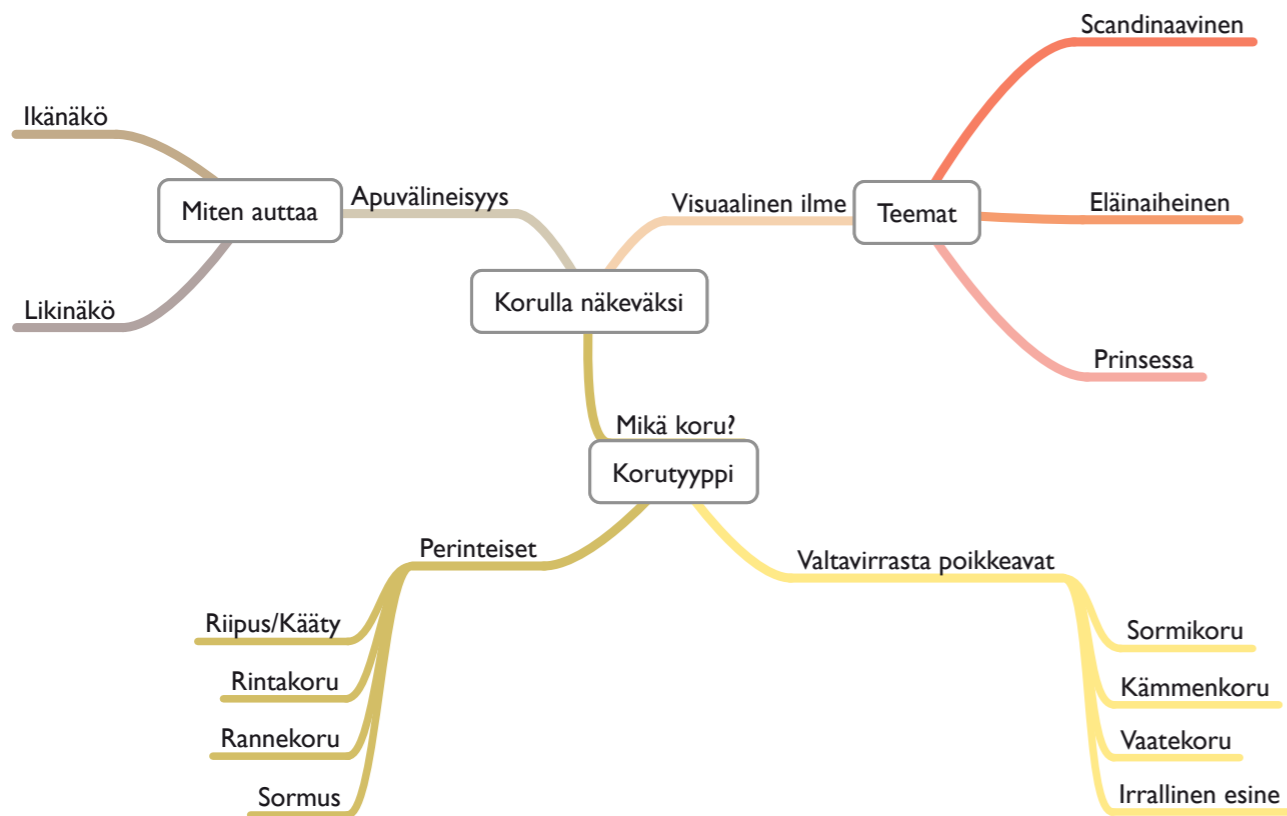 Scandinaavinen
Ikänäkö
Apuvälineisyys
Visuaalinen ilme
Eläinaiheinen
Miten auttaa
Teemat
Likinäkö
Korulla näkeväksi
Prinsessa
Mikä koru?
Korutyyppi
Perinteiset
Valtavirrasta poikkeavat
Riipus/Kääty
Rintakoru
Rannekoru
Sormus
Sormikoru
Kämmenkoru
Vaatekoru
Irrallinen esine